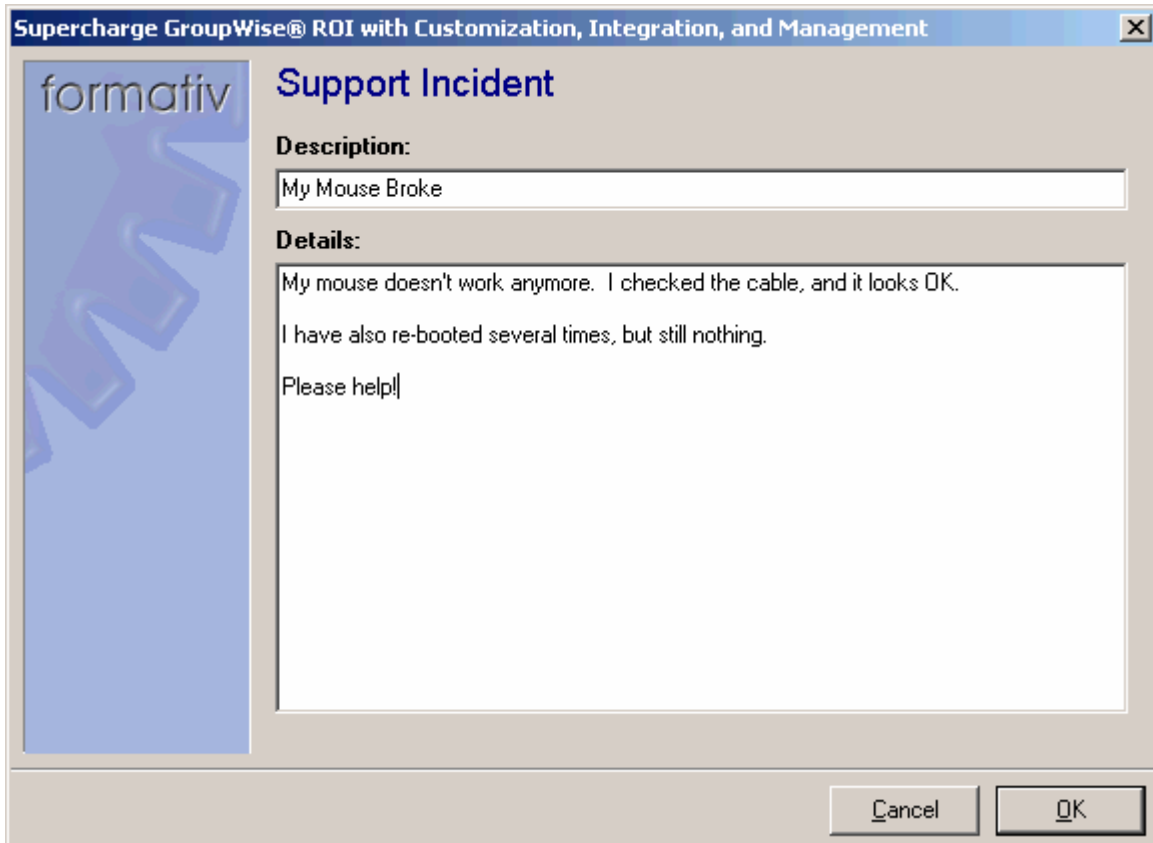 Supercharge GroupWise® ROI with Customization, Integration, and Management
formativ
Support Incident
Description:
My Mouse Broke
Details:
My mouse doesn't work anymore.  I checked the cable, and it looks OK.
I have also re-booted several times, but still nothing.
Please help!
Cancel
OK